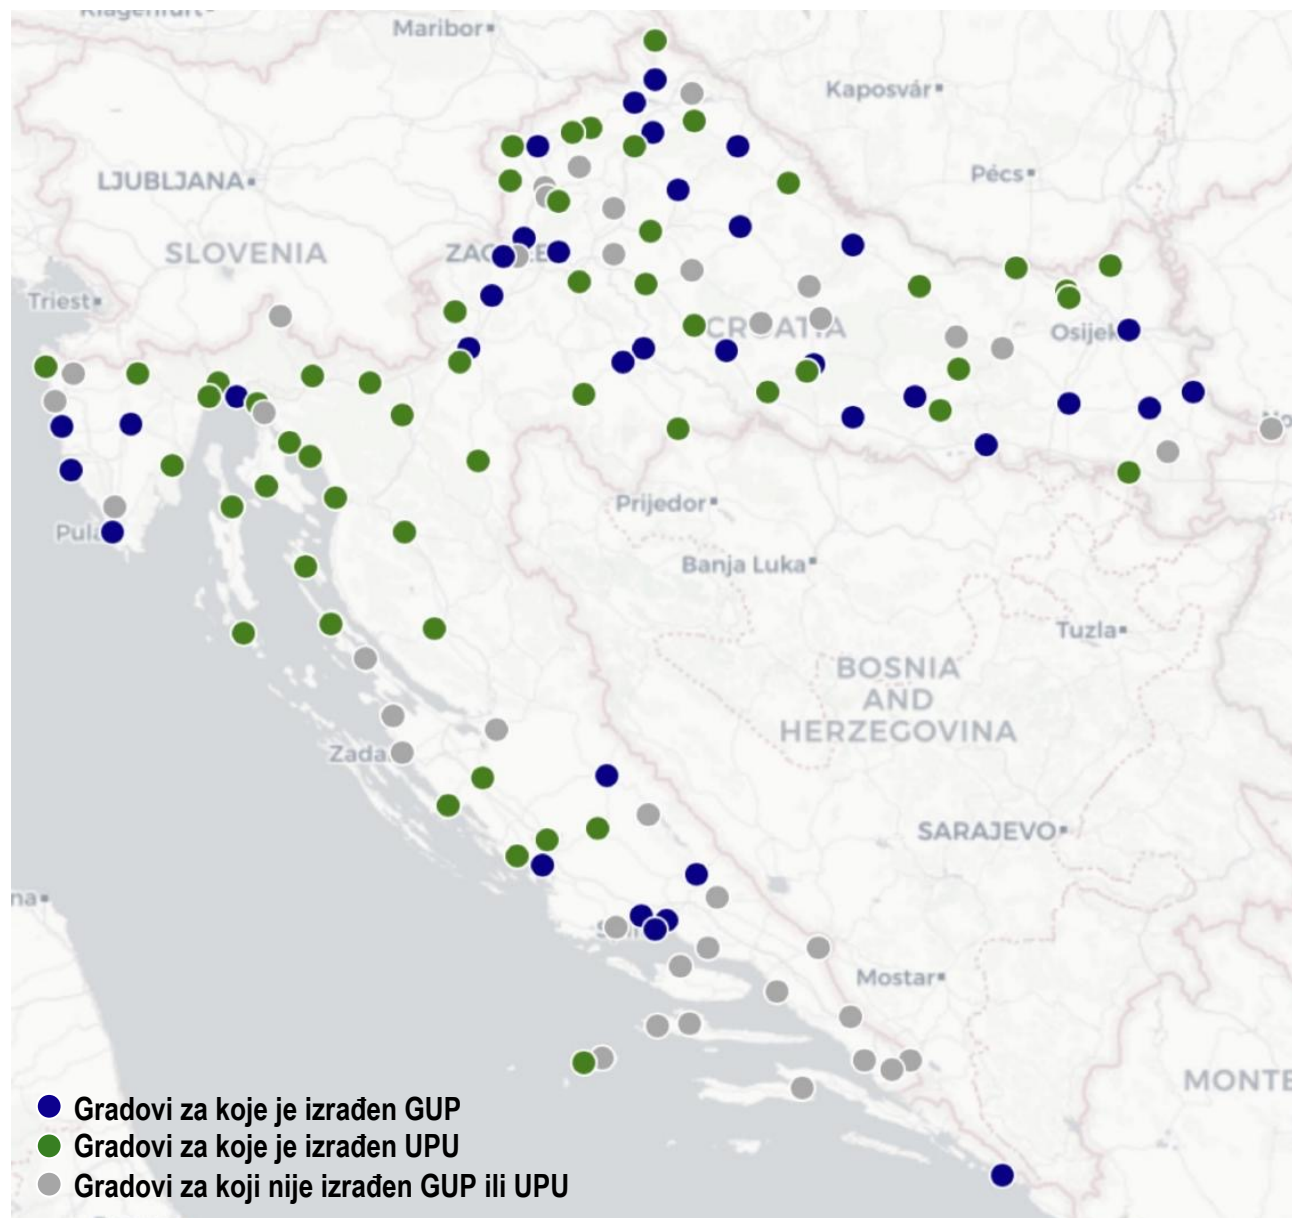 Maribor
Kaposvár
LJUBLJANA
Pécs
SLOVENIA
Triest
CROATIA
Osijek
Prijedor
Pula
Banja Luka
Tuzla
BOSNIA
AND
HERZEGOVINA
SARAJEVO
Mostar
MONTE
Gradovi za koje je izrađen GUP
Gradovi za koje je izrađen UPU
Gradovi za koji nije izrađen GUP ili UPU